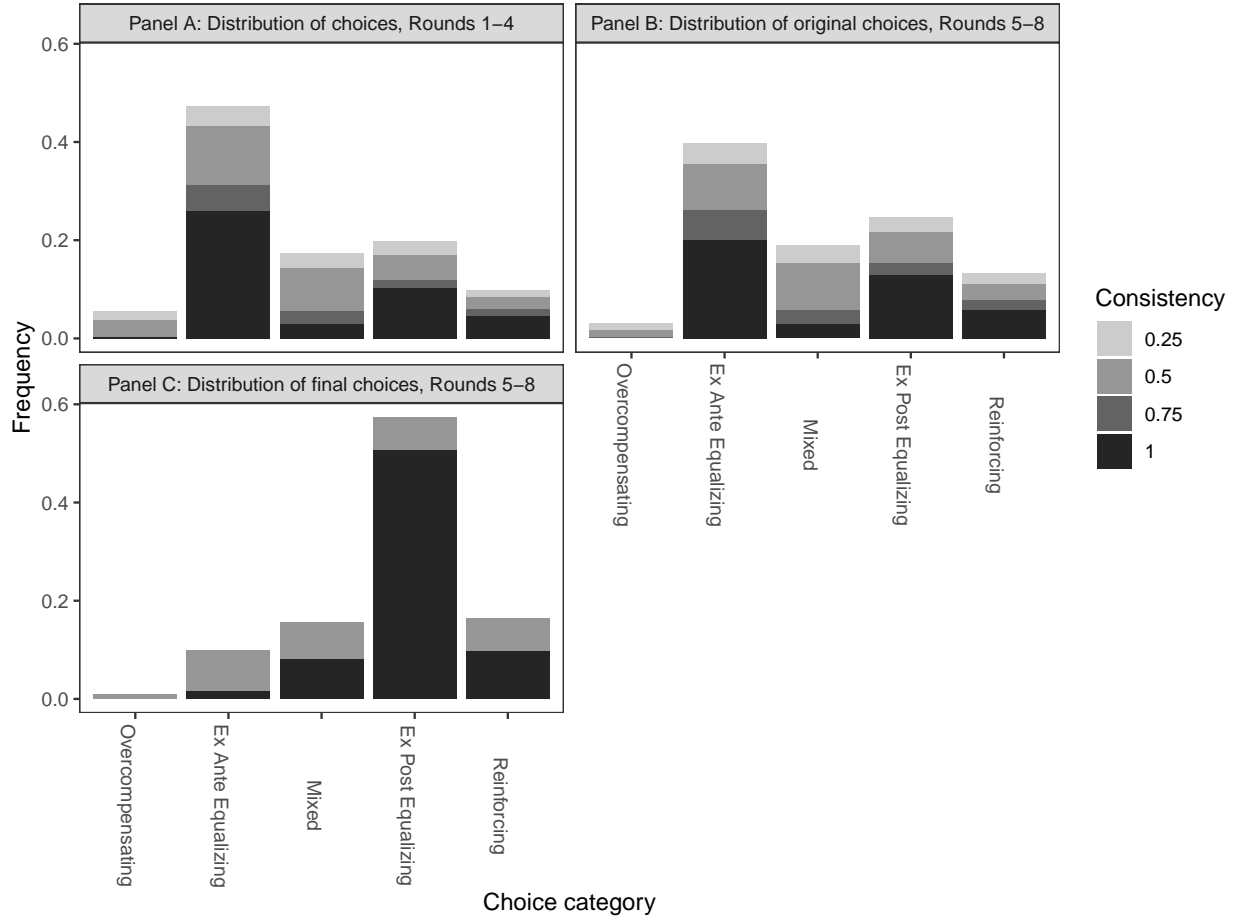 Panel A: Distribution of choices, Rounds 1−4
Panel B: Distribution of original choices, Rounds 5−8
0.6
0.4
0.2
0.0
Overcompensating
Ex Ante Equalizing
Mixed
Ex Post Equalizing
Reinforcing
Consistency
0.25
0.5
0.75
1
Frequency
Panel C: Distribution of final choices, Rounds 5−8
0.6
0.4
0.2
0.0
Overcompensating
Ex Ante Equalizing
Mixed
Ex Post Equalizing
Reinforcing
Choice category